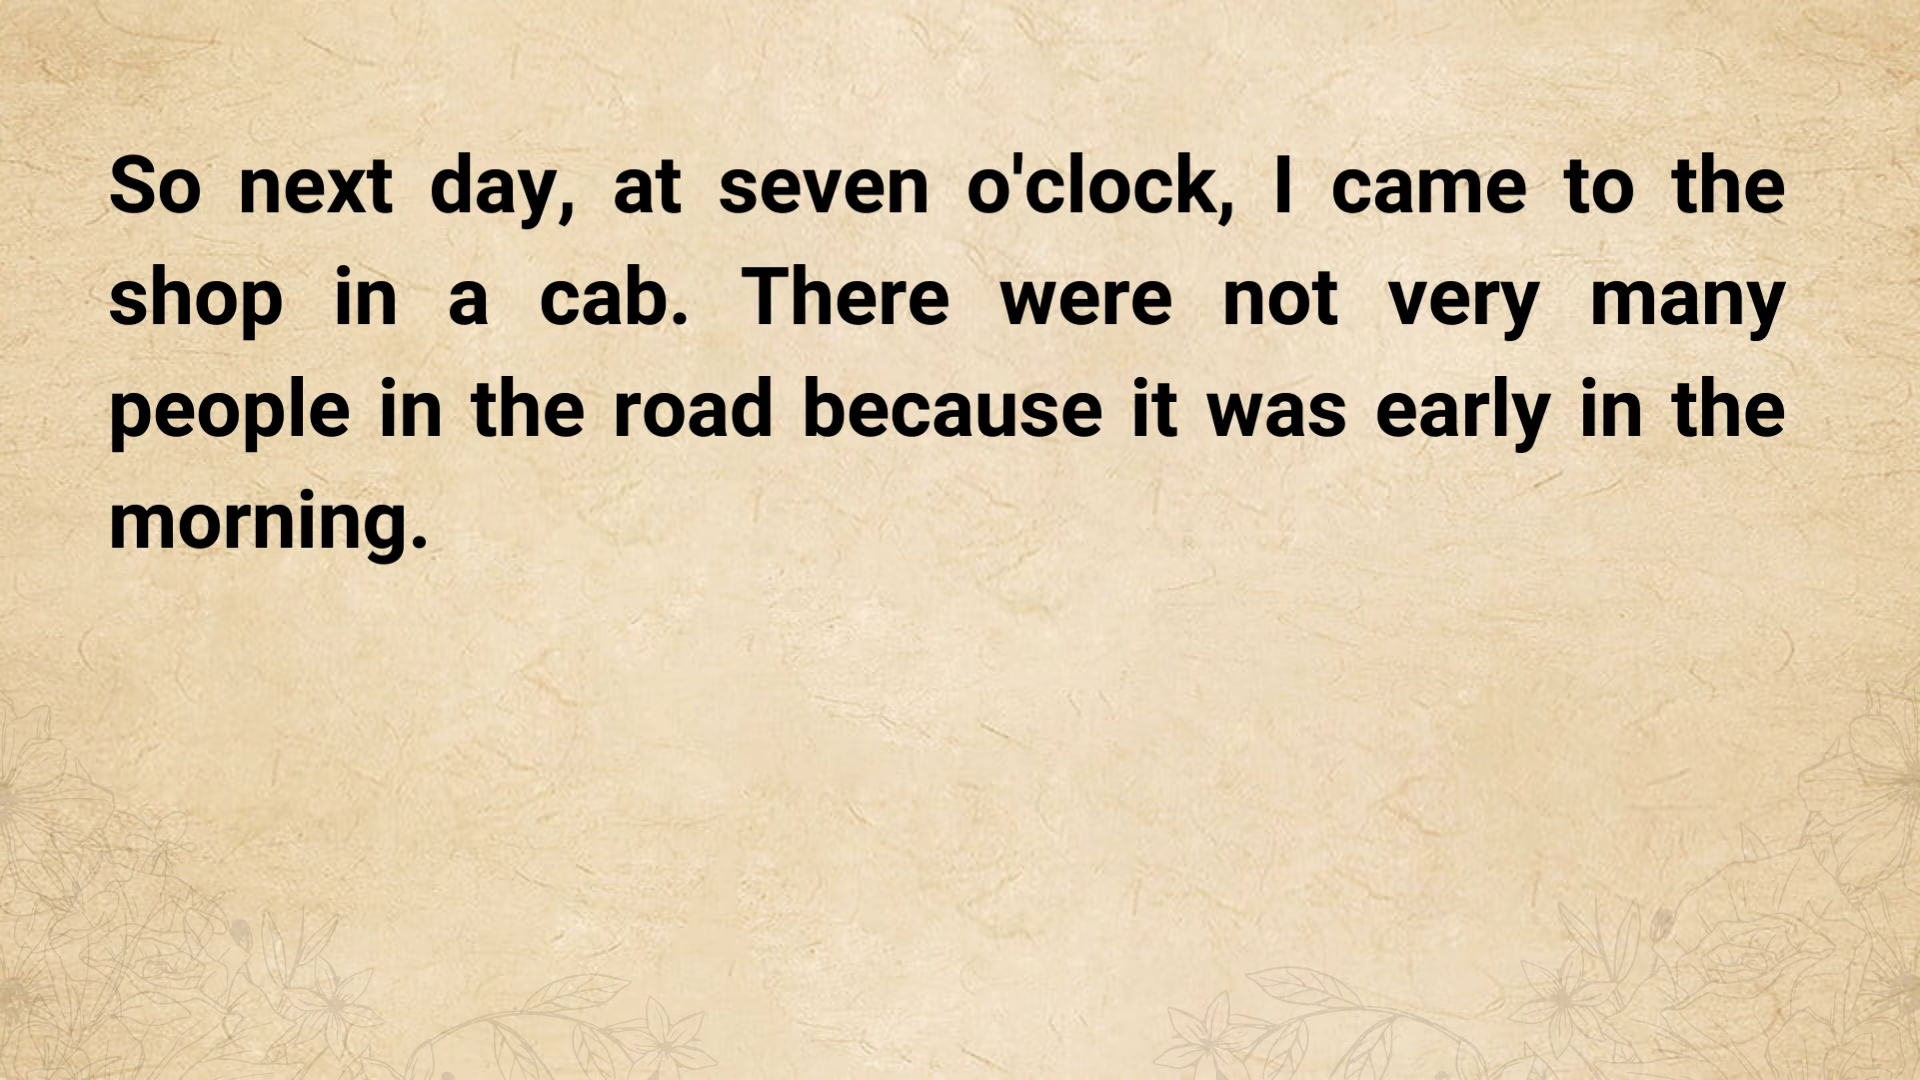 So next day, at seven o'clock, I came to the
shop in a cab. There were not very many
people in the road because it was early in the
morning.